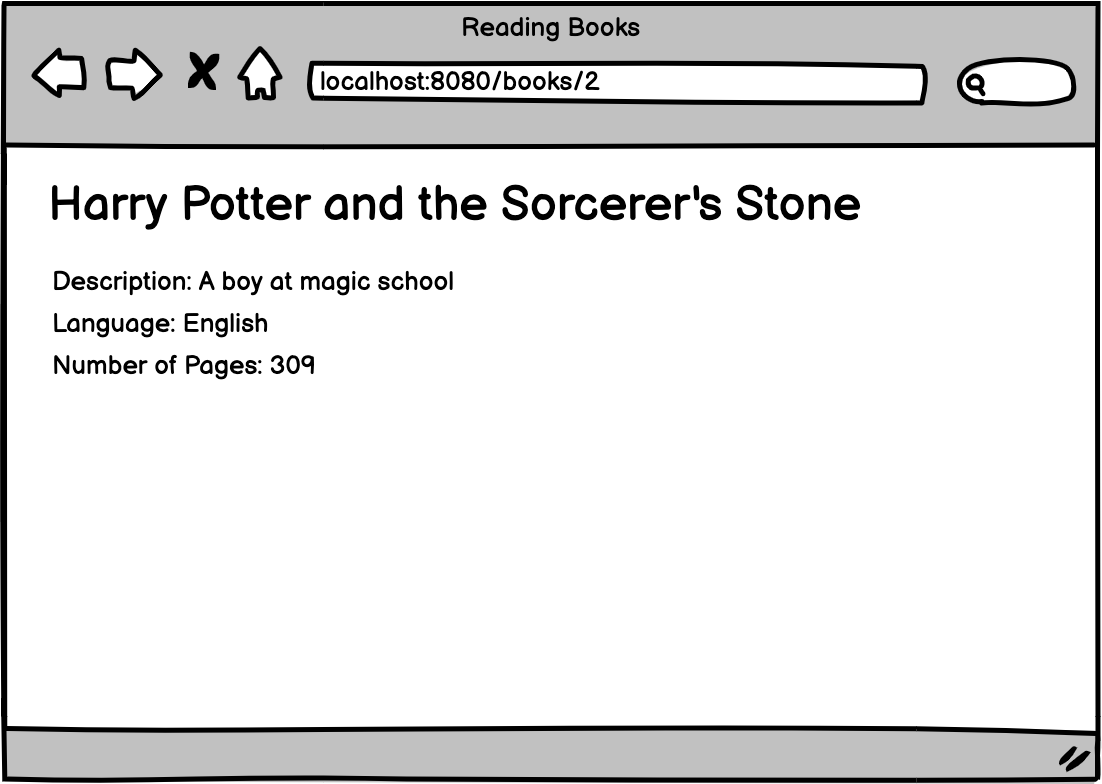 Reading Books
localhost:8080/books/2
Harry Potter and the Sorcerer's Stone
Description: A boy at magic school
Language: English
Number of Pages: 309